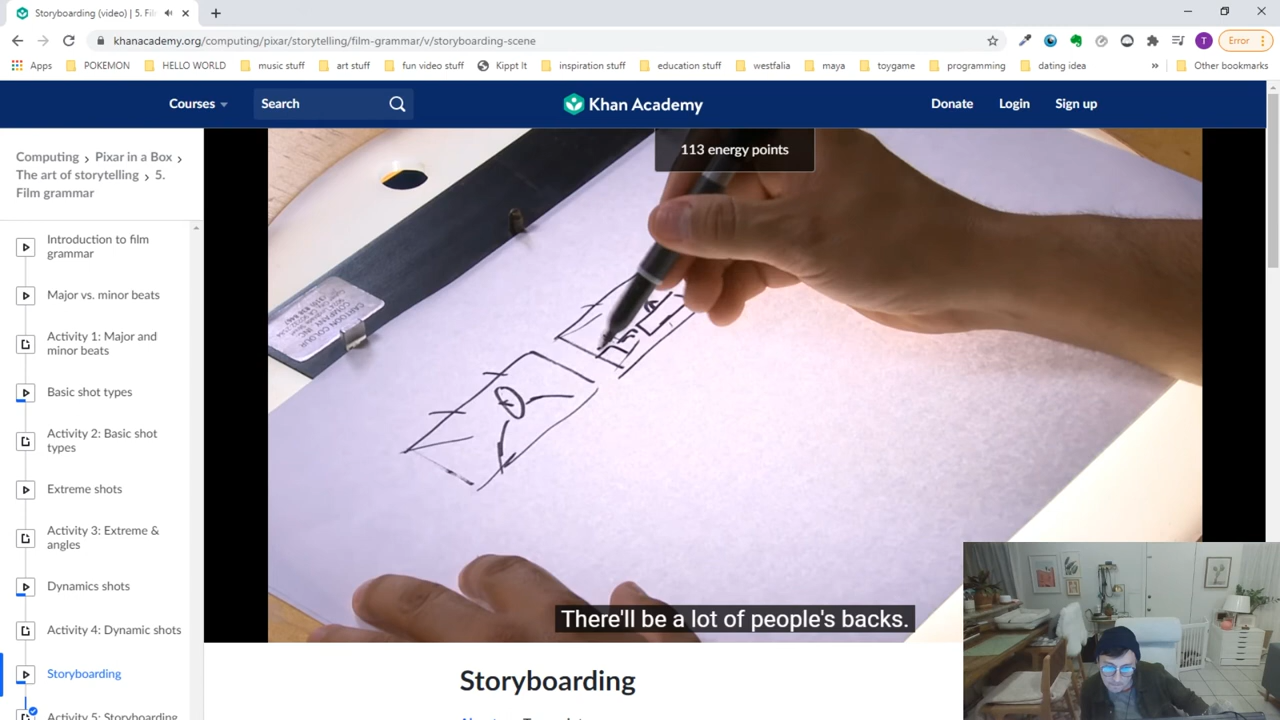 Storyboarding (video) | 5. Fil
khanacademy.org/computing/pixar/storytelling/film-grammar/v/storyboarding-scene
T
Error
Apps
POKEMON
HELLO WORLD
music stuff
art stuff
fun video stuff
Kippt It
inspiration stuff
education stuff
westfalia
maya
toygame
programming
dating idea
»
Other bookmarks
Courses
Search
Khan Academy
Donate
Login
Sign up
113 energy points
Computing > Pixar in a Box >
The art of storytelling > 5.
Film grammar
Introduction to film
grammar
Major vs. minor beats
Activity 1: Major and
minor beats
Basic shot types
Activity 2: Basic shot
types
Extreme shots
Activity 3: Extreme &
angles
Dynamics shots
Activity 4: Dynamic shots
Storyboarding
Activity 5: Storyboarding
CARTOON COLOUR
COMPANY INC.
There'll be a lot of people's backs.
Storyboarding